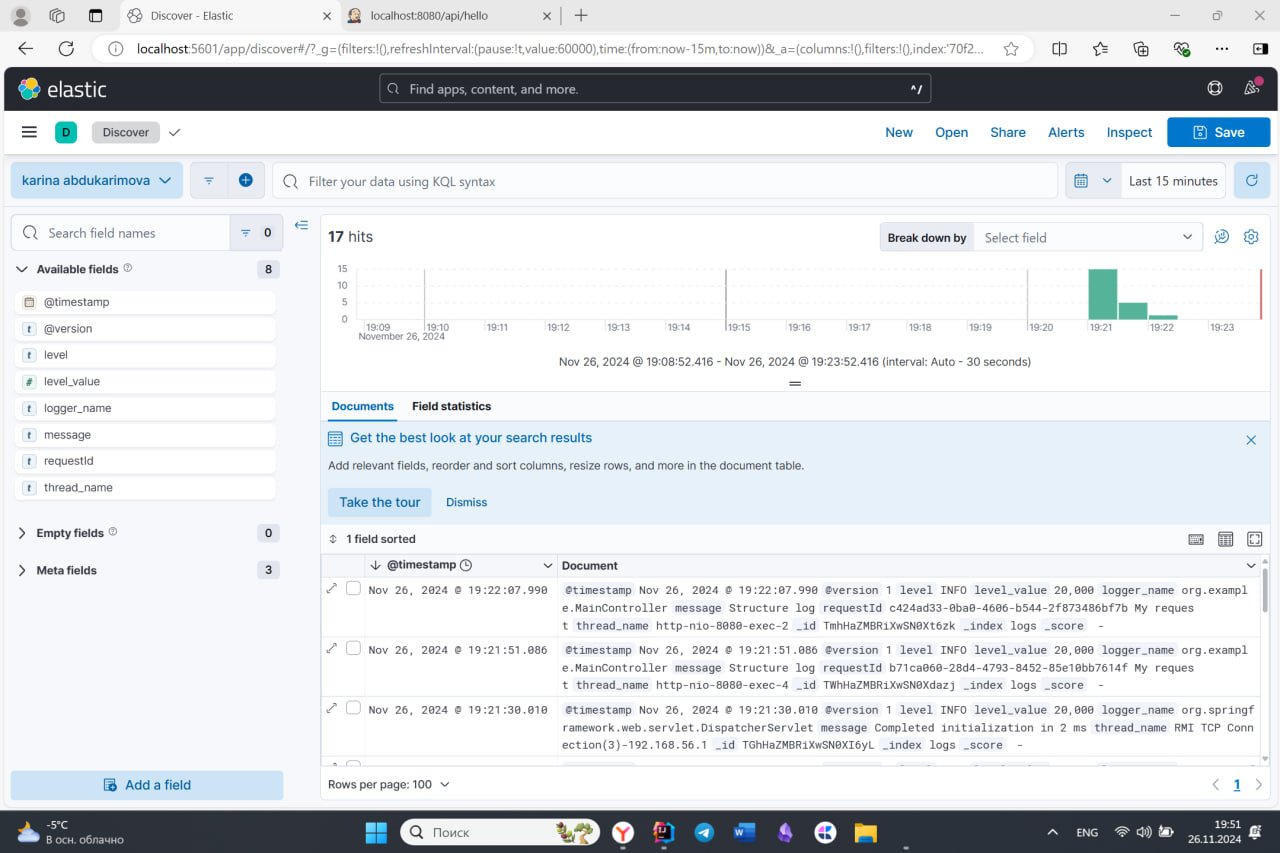 Discover - Elastic
localhost:8080/api/hello
localhost:5601/app/discover#/?_g=(filters:!(),refreshInterval:(pause:!t,value:60000),time:(from:now-15m,to:now))&_a=(columns:!(),filters:!(),index:'70f2...
elastic
Find apps, content, and more.
^/
D
Discover
New
Open
Share
Alerts
Inspect
Save
karina abdukarimova
Filter your data using KQL syntax
Last 15 minutes
Search field names
0
17 hits
Break down by
Select field
Available fields
8
@timestamp
t @version
t level
# level_value
t logger_name
t message
t requestId
t thread_name
Empty fields
0
Meta fields
3
Add a field
15
10
5
0
19:09 19:10 19:11 19:12 19:13 19:14 19:15 19:16 19:17 19:18 19:19 19:20 19:21 19:22 19:23
November 26, 2024
Nov 26, 2024 @ 19:08:52.416 - Nov 26, 2024 @ 19:23:52.416 (interval: Auto - 30 seconds)
Documents
Field statistics
Get the best look at your search results
Add relevant fields, reorder and sort columns, resize rows, and more in the document table.
Take the tour
Dismiss
1 field sorted
@timestamp
Document
Nov 26, 2024 @ 19:22:07.990
@timestamp Nov 26, 2024 @ 19:22:07.990 @version 1 level INFO level_value 20,000 logger_name org.exampl
e.MainController message Structure log requestId c424ad33-0ba0-4606-b544-2f873486bf7b My reques
t thread_name http-nio-8080-exec-2 _id TmhHaZMBRiXwSN0Xt6zk _index logs _score -
Nov 26, 2024 @ 19:21:51.086
@timestamp Nov 26, 2024 @ 19:21:51.086 @version 1 level INFO level_value 20,000 logger_name org.exampl
e.MainController message Structure log requestId b71ca060-28d4-4793-8452-85e10bb7614f My reques
t thread_name http-nio-8080-exec-4 _id TWhHaZMBRiXwSN0Xdazj _index logs _score -
Nov 26, 2024 @ 19:21:30.010
@timestamp Nov 26, 2024 @ 19:21:30.010 @version 1 level INFO level_value 20,000 logger_name org.springf
ramework.web.servlet.DispatcherServlet message Completed initialization in 2 ms thread_name RMI TCP Conn
ection(3)-192.168.56.1 _id TGhHaZMBRiXwSN0XI6yL _index logs _score -
Rows per page: 100
1
-5°C
В осн. облачно
Поиск
ENG
19:51
26.11.2024